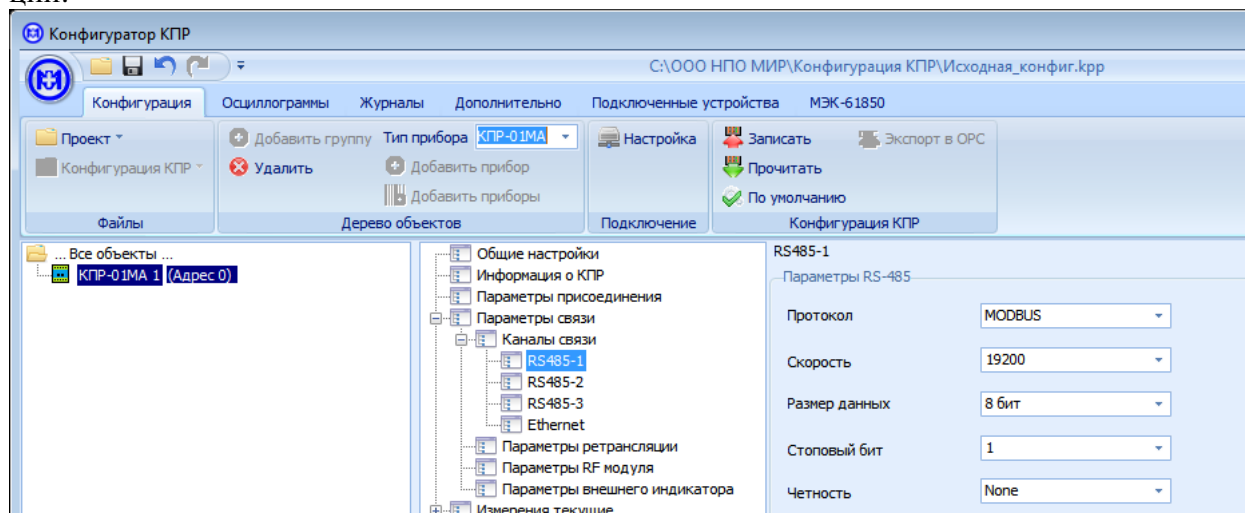 ции.
Конфигуратор КПР
C:\ООО НПО МИР\Конфигурация КПР\Исходная_конфиг.kpp
Конфигурация Осциллограммы Журналы Дополнительно Подключенные устройства МЭК-61850
Проект Добавить группу Тип прибора КПР-01МА Настройка Записать Экспорт в OPC
Конфигурация КПР Удалить Добавить прибор Прочитать
Добавить приборы По умолчанию
Файлы Дерево объектов Подключение Конфигурация КПР
... Все объекты ...
КПР-01МА 1 (Адрес 0)
Общие настройки
Информация о КПР
Параметры присоединения
Параметры связи
Каналы связи
RS485-1
RS485-2
RS485-3
Ethernet
Параметры ретрансляции
Параметры RF модуля
Параметры внешнего индикатора
Измерения текущие
RS485-1
Параметры RS-485
Протокол MODBUS
Скорость 19200
Размер данных 8 бит
Стоповый бит 1
Четность None